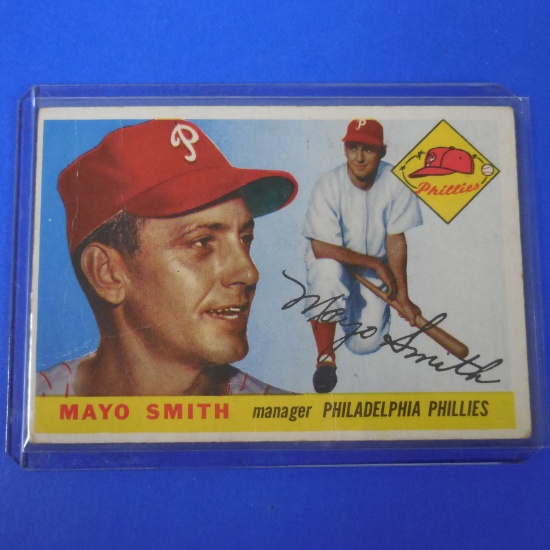 P
P
Phillies
Mayo Smith
MAYO SMITH manager PHILADELPHIA PHILLIES